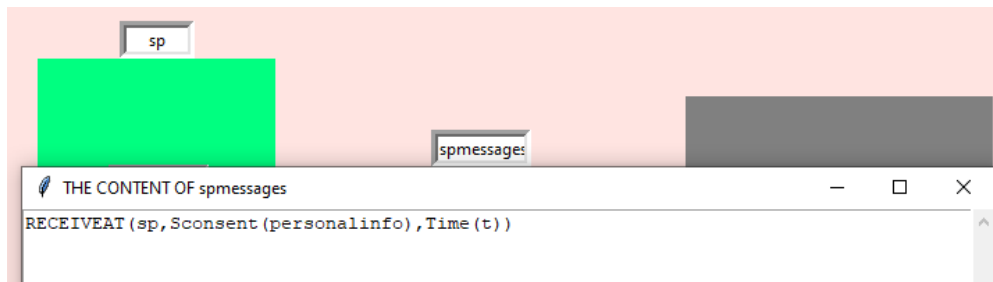 sp
spmessages
THE CONTENT OF spmessages
RECEIVEAT(sp,Sconsent(personalinfo),Time(t))